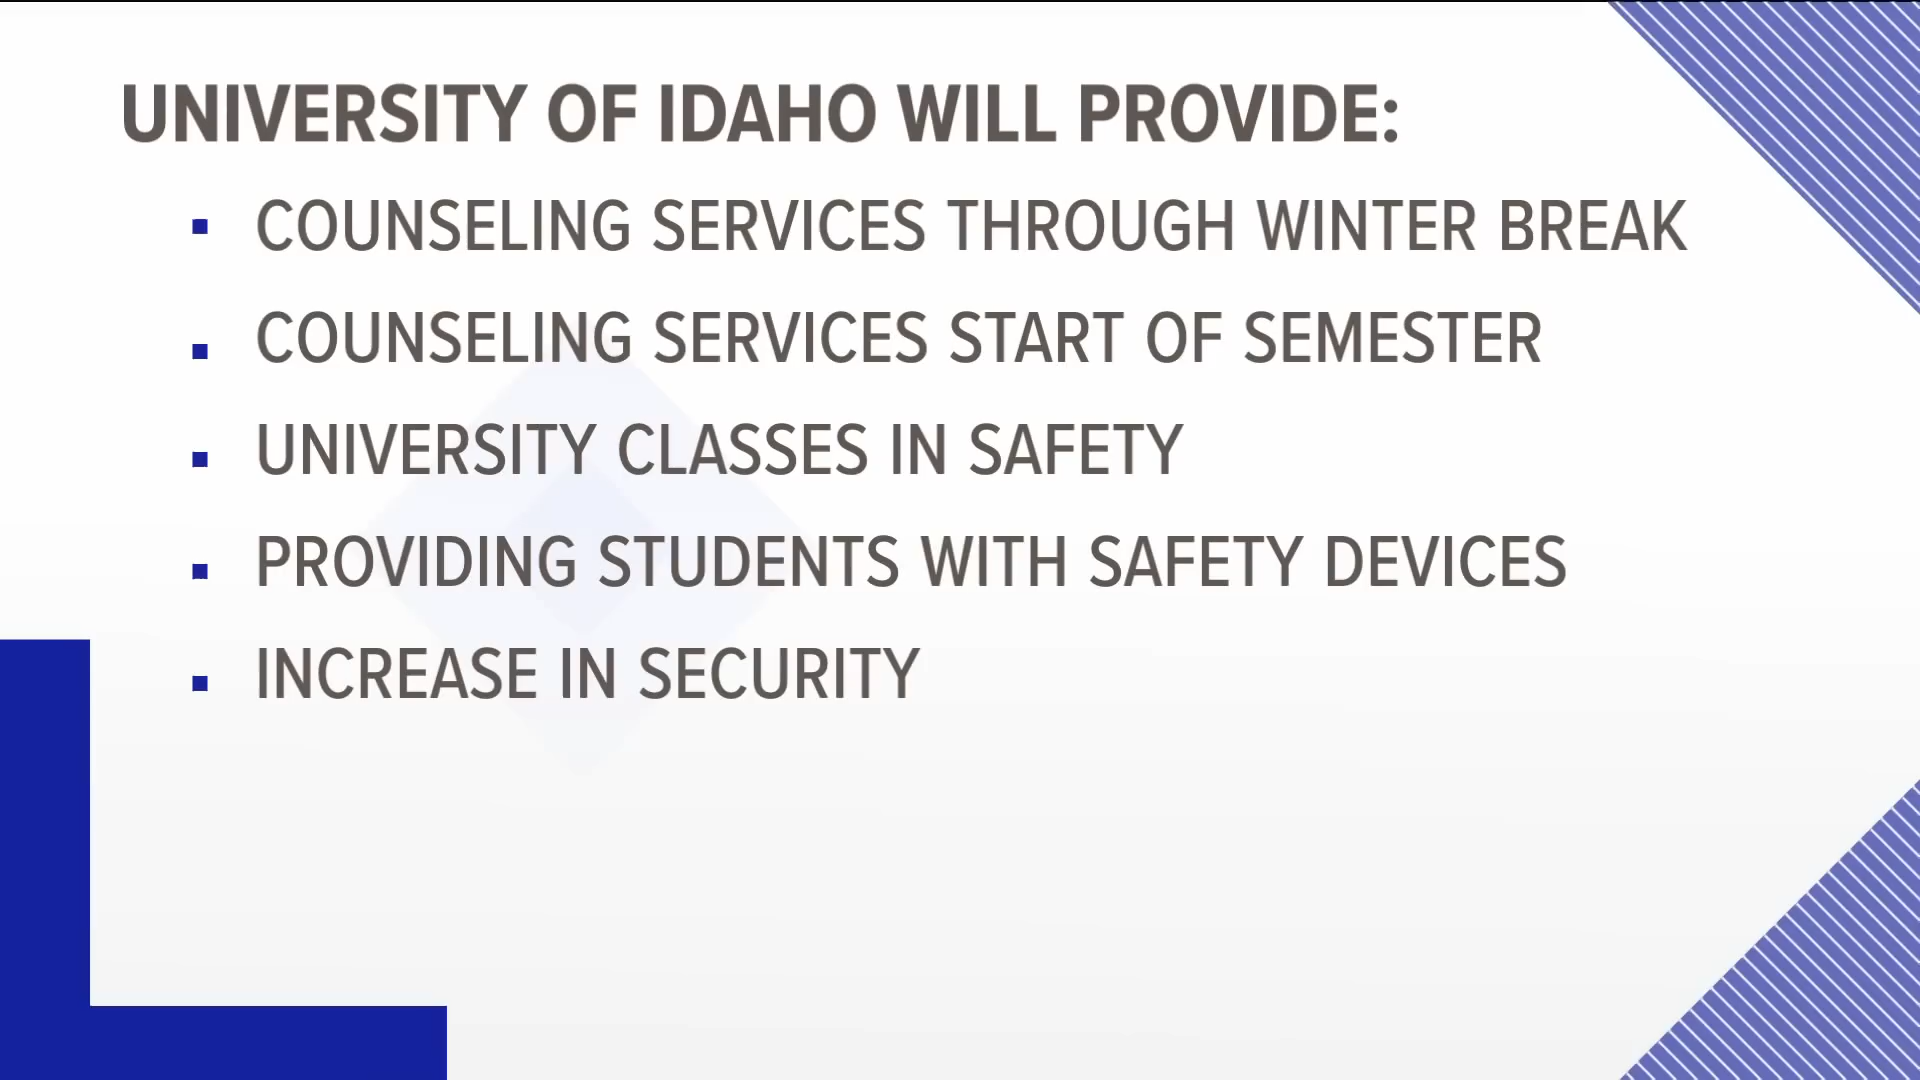 UNIVERSITY OF IDAHO WILL PROVIDE:
COUNSELING SERVICES THROUGH WINTER BREAK
COUNSELING SERVICES START OF SEMESTER
UNIVERSITY CLASSES IN SAFETY
PROVIDING STUDENTS WITH SAFETY DEVICES
INCREASE IN SECURITY